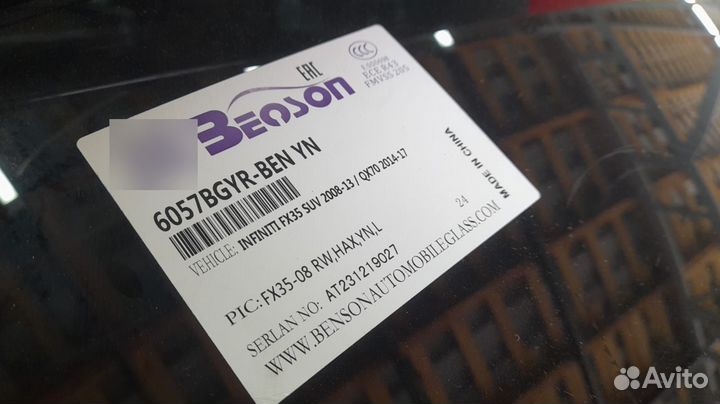 EAC
BENSON
CCC
E000098
ECE R43
FMVSS 205
6057BGYR-BEN YN
VEHICLE: INFINITI FX35 SUV 2008-13 / QX70 2014-17
MADE IN CHINA
PIC:FX35-08 RW,HAX,YN,L
24
SERLAN NO: AT231219027
WWW.BENSONAUTOMOBILEGLASS.COM
Avito